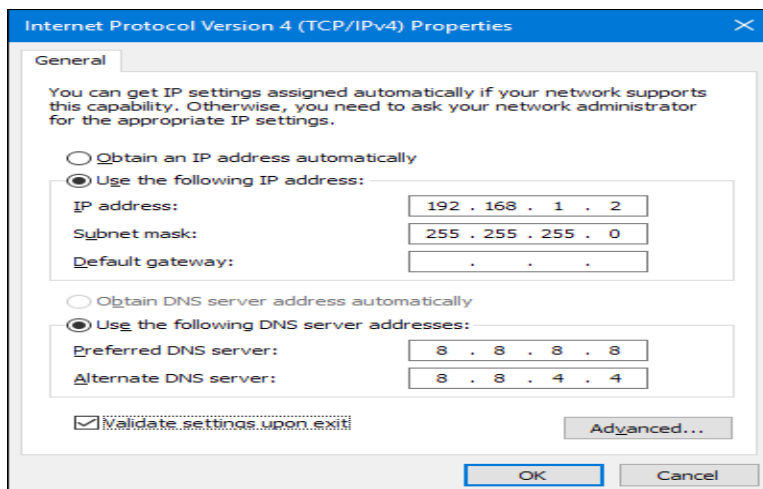 Internet Protocol Version 4 (TCP/IPv4) Properties
General
You can get IP settings assigned automatically if your network supports
this capability. Otherwise, you need to ask your network administrator
for the appropriate IP settings.
Obtain an IP address automatically
Use the following IP address:
IP address: 192 . 168 . 1 . 2
Subnet mask: 255 . 255 . 255 . 0
Default gateway: . . .
Obtain DNS server address automatically
Use the following DNS server addresses:
Preferred DNS server: 8 . 8 . 8 . 8
Alternate DNS server: 8 . 8 . 4 . 4
Validate settings upon exit
Advanced...
OK Cancel